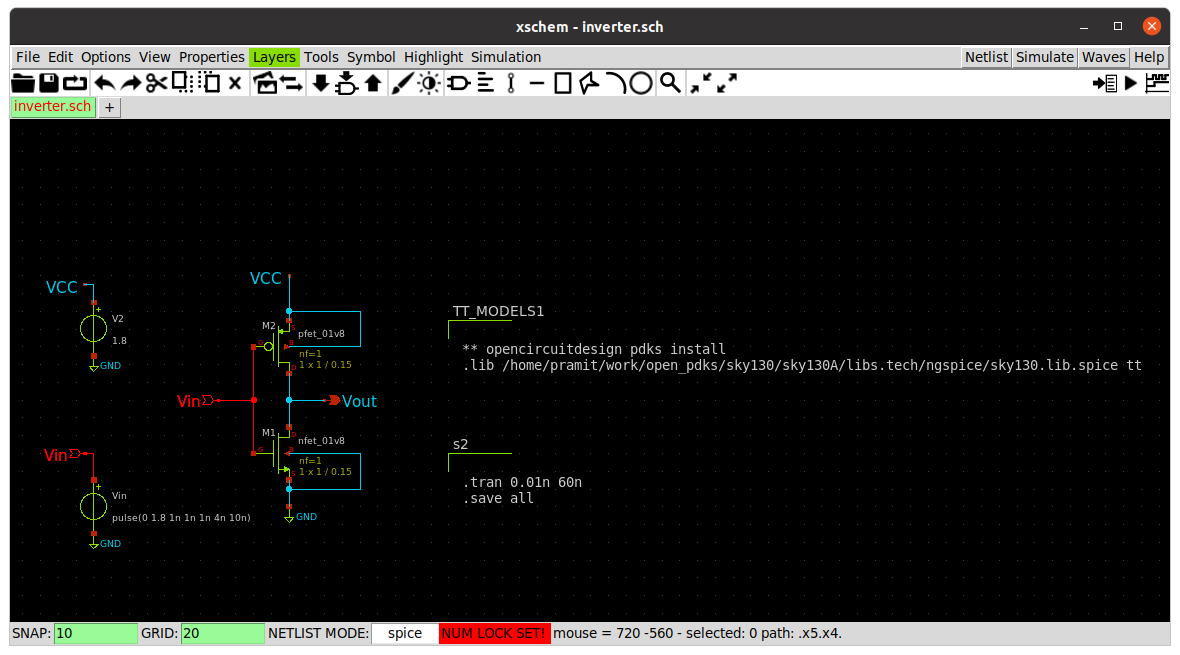 xschem - inverter.sch
File Edit Options View Properties Layers Tools Symbol Highlight Simulation Netlist Simulate Waves Help
inverter.sch +
VCC
V2
1.8
GND
VCC
M2
pfet_01v8
nf=1
1 x 1 / 0.15
Vin
Vout
M1
nfet_01v8
nf=1
1 x 1 / 0.15
GND
Vin
Vin
pulse(0 1.8 1n 1n 1n 4n 10n)
GND
TT_MODELS1
** opencircuitdesign pdks install
.lib /home/pramit/work/open_pdks/sky130/sky130A/libs.tech/ngspice/sky130.lib.spice tt
s2
.tran 0.01n 60n
.save all
SNAP: 10 GRID: 20 NETLIST MODE: spice NUM LOCK SET! mouse = 720 -560 - selected: 0 path: .x5.x4.